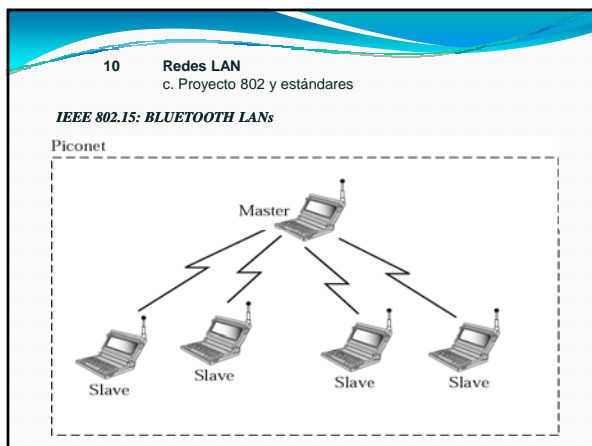 10 Redes LAN
c. Proyecto 802 y estándares
IEEE 802.15: BLUETOOTH LANs
Piconet
Master
Slave
Slave
Slave
Slave